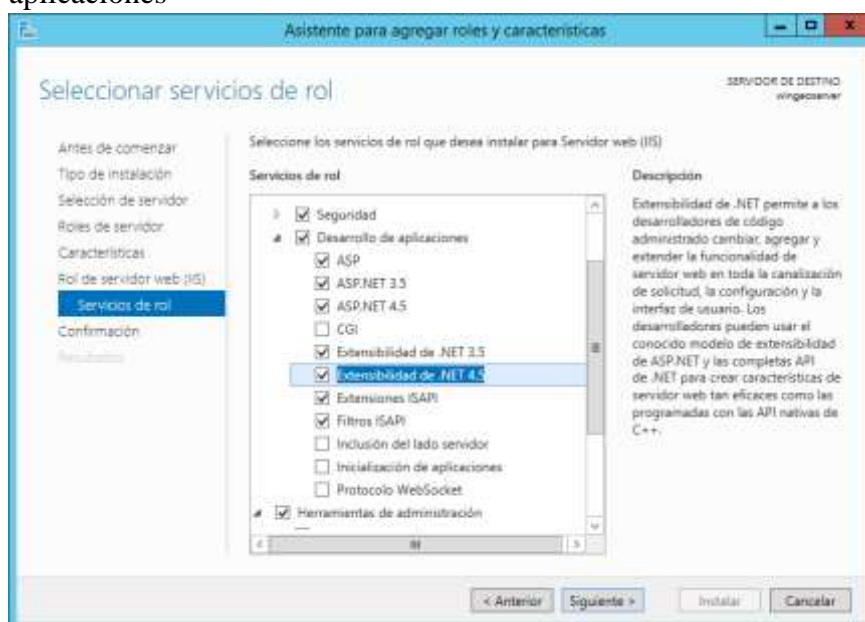 aplicaciones
Asistente para agregar roles y características
Seleccionar servicios de rol
SERVIDOR DE DESTINO
wingeoserver
Antes de comenzar
Tipo de instalación
Selección de servidor
Roles de servidor
Características
Rol de servidor web (IIS)
Servicios de rol
Confirmación
Resultados
Seleccione los servicios de rol que desea instalar para Servidor web (IIS)
Servicios de rol
Seguridad
Desarrollo de aplicaciones
ASP
ASP.NET 3.5
ASP.NET 4.5
CGI
Extensibilidad de .NET 3.5
Extensibilidad de .NET 4.5
Extensiones ISAPI
Filtros ISAPI
Inclusión del lado servidor
Inicialización de aplicaciones
Protocolo WebSocket
Herramientas de administración
Descripción
Extensibilidad de .NET permite a los
desarrolladores de código
administrado cambiar, agregar y
extender la funcionalidad de
servidor web en toda la canalización
de solicitud, la configuración y la
interfaz de usuario. Los
desarrolladores pueden usar el
conocido modelo de extensibilidad
de ASP.NET y las completas API
de .NET para crear características de
servidor web tan eficaces como las
programadas con las API nativas de
C++.
< Anterior
Siguiente >
Instalar
Cancelar